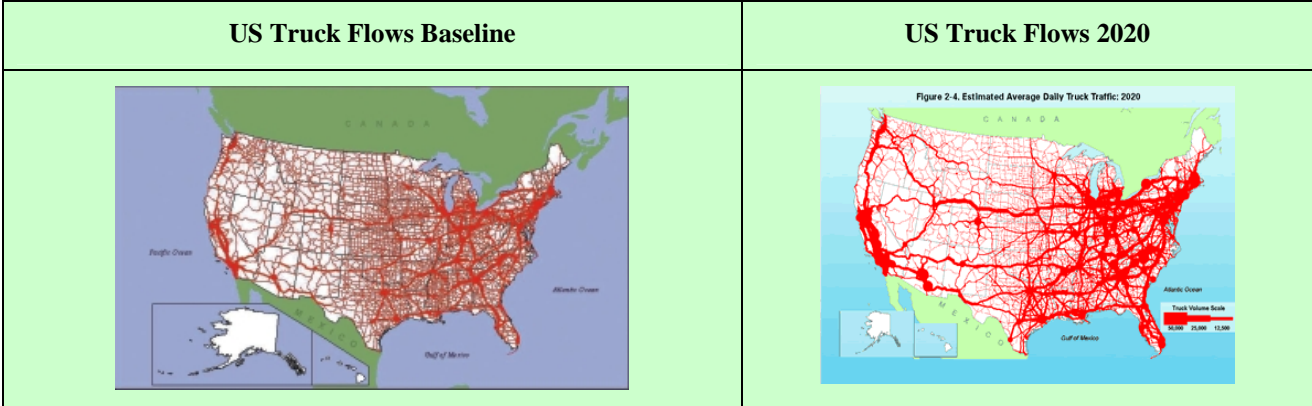 US Truck Flows Baseline
US Truck Flows 2020
CANADA
Pacific Ocean
Atlantic Ocean
MEXICO
Gulf of Mexico
Figure 2-4. Estimated Average Daily Truck Traffic: 2020
CANADA
Atlantic Ocean
Truck Volume Scale
50,000 25,000 12,500
MEXICO
Gulf of Mexico